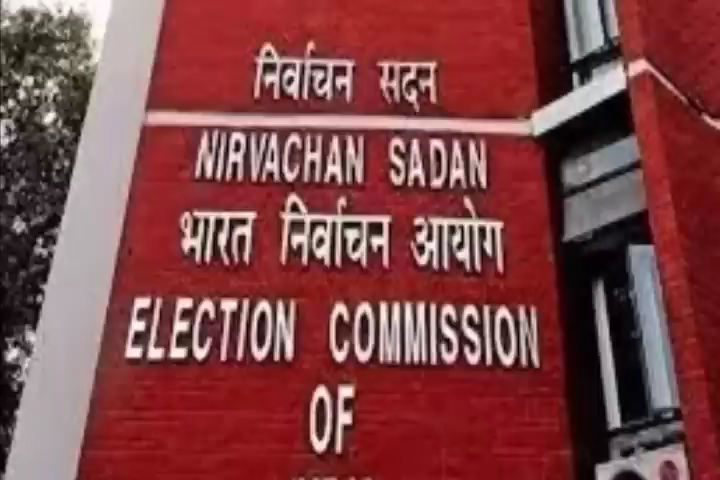 निर्वाचन सदन
NIRVACHAN SADAN
भारत निर्वाचन आयोग
ELECTION COMMISSION
OF